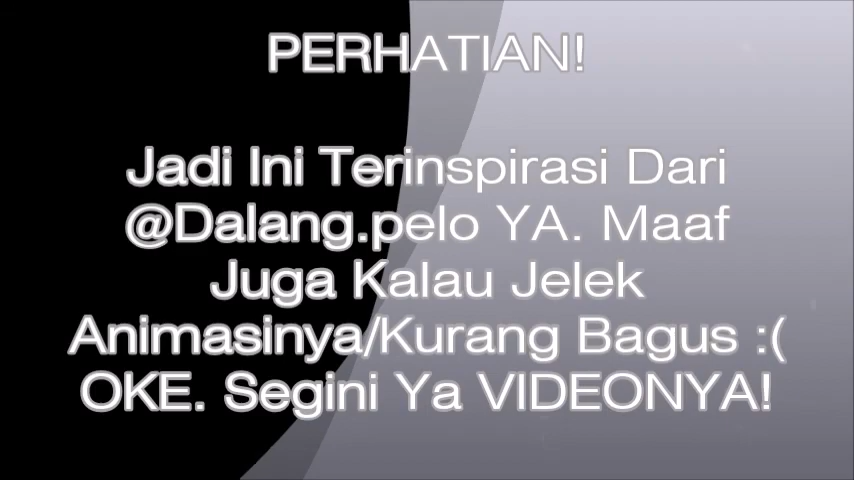 PERHATIAN!
Jadi Ini Terinspirasi Dari
@Dalang.pelo YA. Maaf
Juga Kalau Jelek
Animasinya/Kurang Bagus :(
OKE. Segini Ya VIDEONYA!